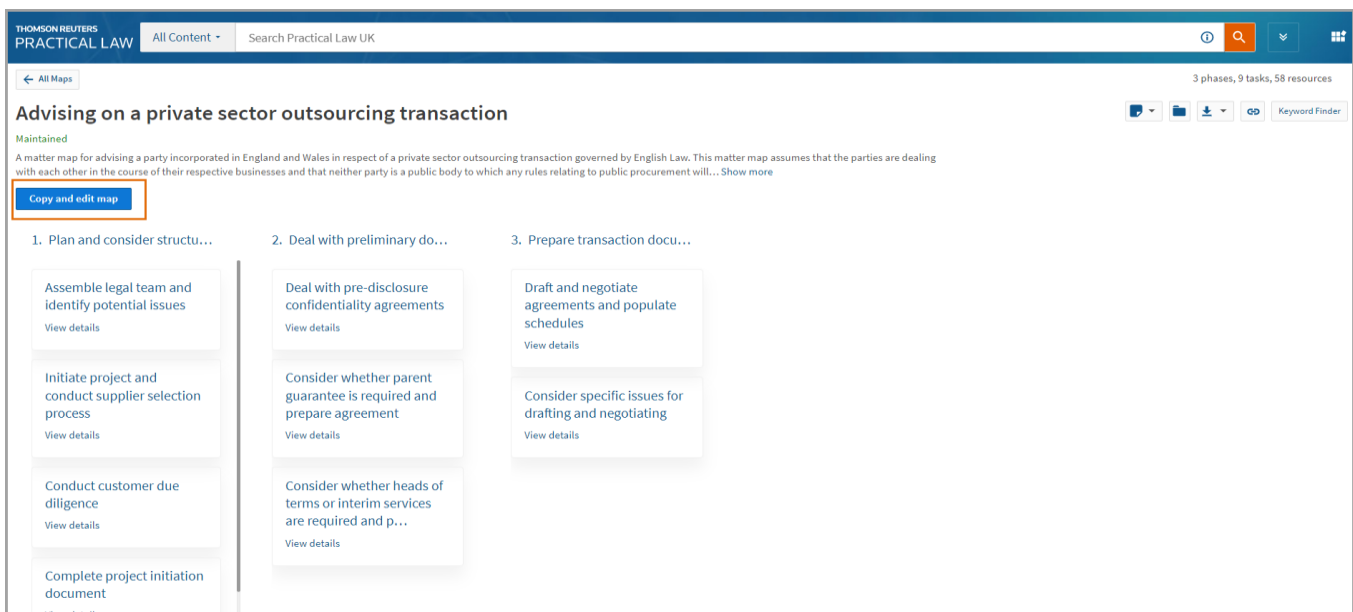 THOMSON REUTERS
PRACTICAL LAW
All Content
Search Practical Law UK
All Maps
3 phases, 9 tasks, 58 resources
Advising on a private sector outsourcing transaction
Keyword Finder
Maintained
A matter map for advising a party incorporated in England and Wales in respect of a private sector outsourcing transaction governed by English Law. This matter map assumes that the parties are dealing
with each other in the course of their respective businesses and that neither party is a public body to which any rules relating to public procurement will... Show more
Copy and edit map
1. Plan and consider structu...
Assemble legal team and
identify potential issues
View details
Initiate project and
conduct supplier selection
process
View details
Conduct customer due
diligence
View details
Complete project initiation
document
2. Deal with preliminary do...
Deal with pre-disclosure
confidentiality agreements
View details
Consider whether parent
guarantee is required and
prepare agreement
View details
Consider whether heads of
terms or interim services
are required and p...
View details
3. Prepare transaction docu...
Draft and negotiate
agreements and populate
schedules
View details
Consider specific issues for
drafting and negotiating
View details